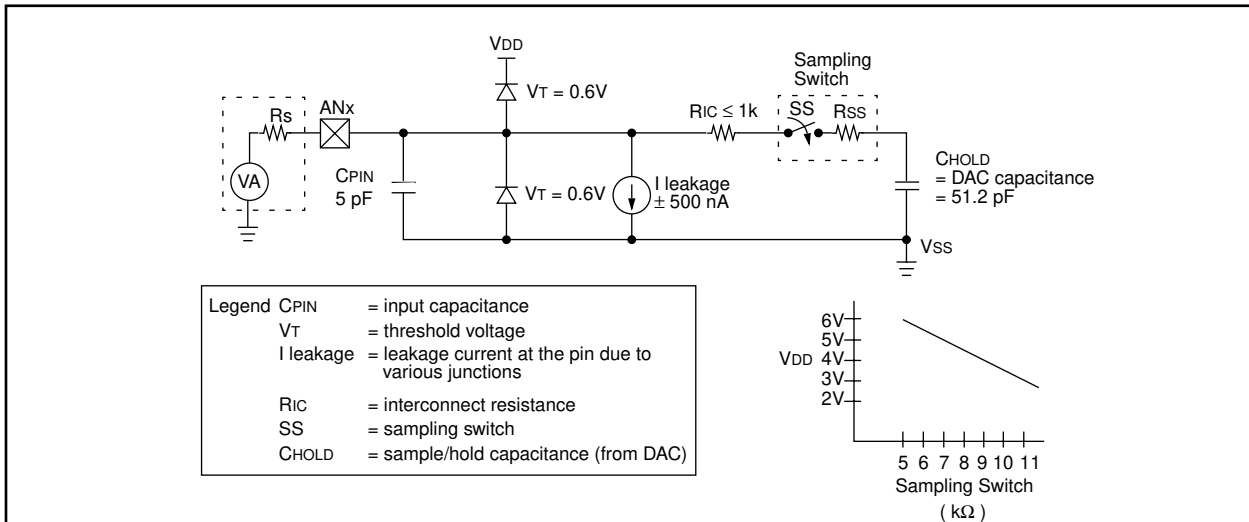 VDD
Sampling
Switch
VT = 0.6V
ANx
Rs
RIC ≤ 1k
SS
RSS
CPIN
5 pF
VA
VT = 0.6V
I leakage
± 500 nA
CHOLD
= DAC capacitance
= 51.2 pF
VSS
Legend CPIN = input capacitance
VT = threshold voltage
I leakage = leakage current at the pin due to
various junctions
RIC = interconnect resistance
SS = sampling switch
CHOLD = sample/hold capacitance (from DAC)
6V
5V
VDD 4V
3V
2V
5 6 7 8 9 10 11
Sampling Switch
( kΩ )